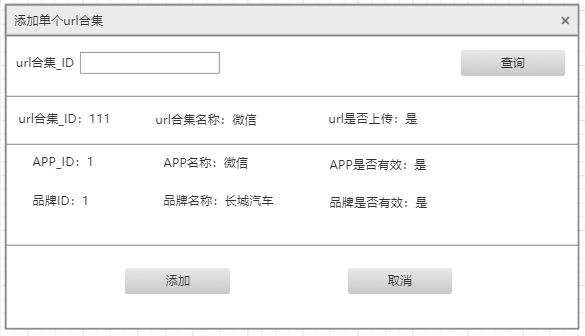 添加单个url合集 ×
url合集_ID 查询
url合集_ID：111 url合集名称：微信 url是否上传：是
APP_ID：1 APP名称：微信 APP是否有效：是
品牌ID：1 品牌名称：长城汽车 品牌是否有效：是
添加 取消